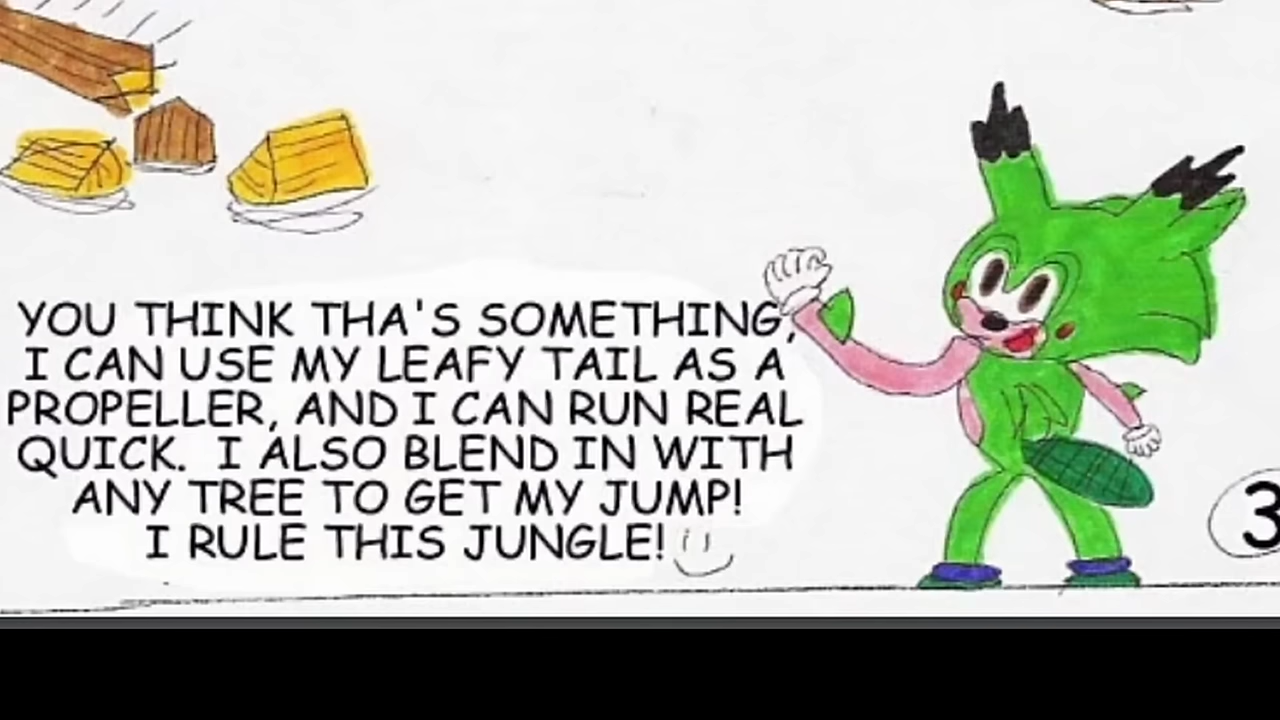 YOU THINK THA'S SOMETHING,
I CAN USE MY LEAFY TAIL AS A
PROPELLER, AND I CAN RUN REAL
QUICK. I ALSO BLEND IN WITH
ANY TREE TO GET MY JUMP!
I RULE THIS JUNGLE!
3